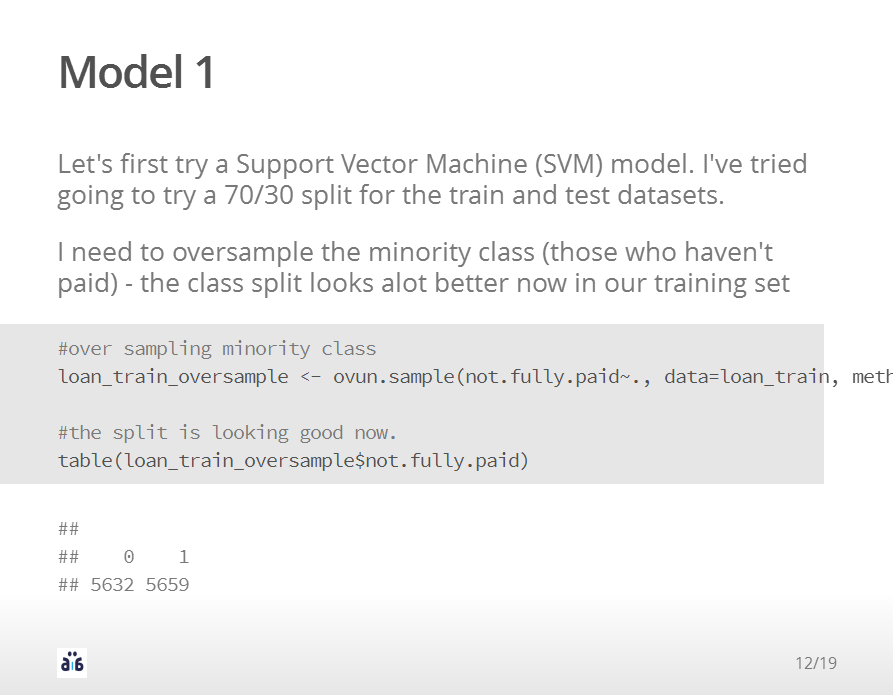 Model 1
Let's first try a Support Vector Machine (SVM) model. I've tried
going to try a 70/30 split for the train and test datasets.
I need to oversample the minority class (those who haven't
paid) - the class split looks alot better now in our training set
#over sampling minority class
loan_train_oversample <- ovun.sample(not.fully.paid~., data=loan_train, meth
#the split is looking good now.
table(loan_train_oversample$not.fully.paid)
##
##    0    1
## 5632 5659
12/19